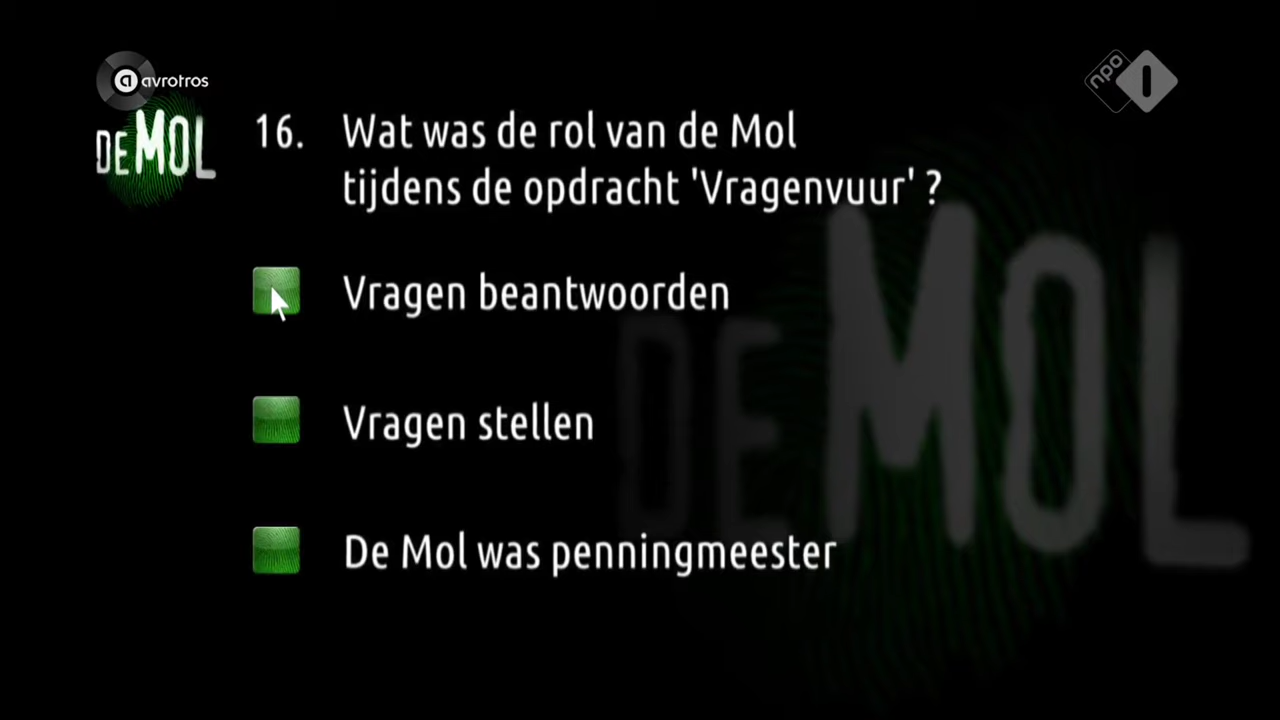 avrotros
npo 1
DE MOL
16. Wat was de rol van de Mol
tijdens de opdracht 'Vragenvuur' ?
Vragen beantwoorden
Vragen stellen
De Mol was penningmeester
DE MOL